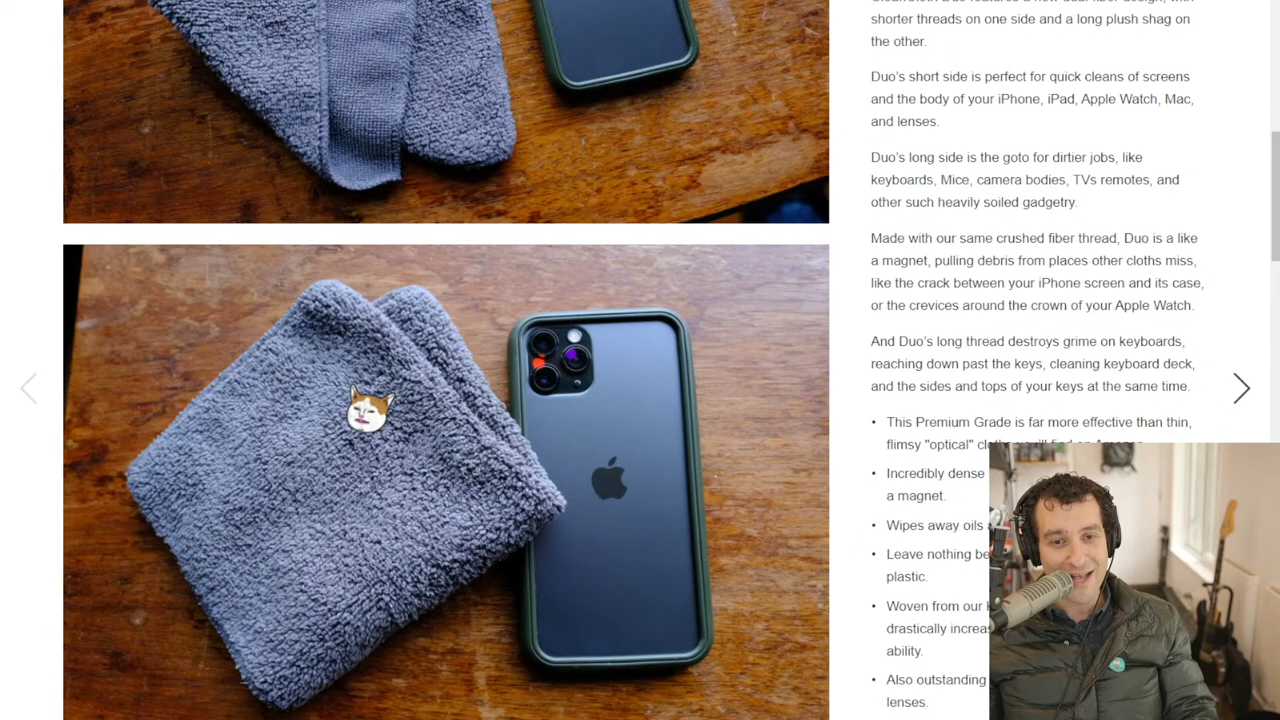 shorter threads on one side and a long plush shag on
the other.
Duo's short side is perfect for quick cleans of screens
and the body of your iPhone, iPad, Apple Watch, Mac,
and lenses.
Duo's long side is the goto for dirtier jobs, like
keyboards, Mice, camera bodies, TVs remotes, and
other such heavily soiled gadgetry.
Made with our same crushed fiber thread, Duo is a like
a magnet, pulling debris from places other cloths miss,
like the crack between your iPhone screen and its case,
or the crevices around the crown of your Apple Watch.
And Duo's long thread destroys grime on keyboards,
reaching down past the keys, cleaning keyboard deck,
and the sides and tops of your keys at the same time.
• This Premium Grade is far more effective than thin,
flimsy "optical"
• Incredibly dense
a magnet.
• Wipes away oils
• Leave nothing be
plastic.
• Woven from our
drastically increas
ability.
• Also outstanding
lenses.